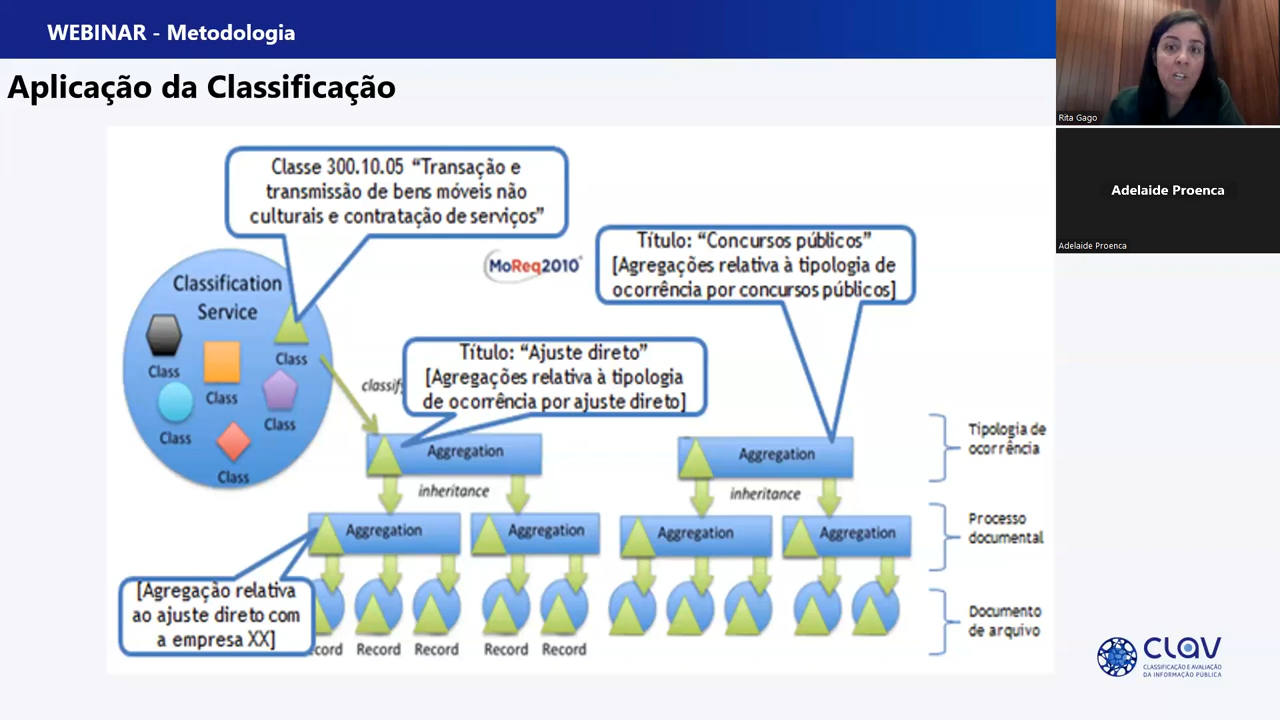 WEBINAR - Metodologia
Aplicação da Classificação
Classe 300.10.05 “Transação e
transmissão de bens móveis não
culturais e contratação de serviços”
Classification
Service
Class
Class
Class
Class
Class
Class
MoReq2010
Título: “Concursos públicos”
[Agregações relativa à tipologia de
ocorrência por concursos públicos]
Título: “Ajuste direto”
[Agregações relativa à tipologia
de ocorrência por ajuste direto]
classify
Aggregation
Aggregation
Tipologia de
ocorrência
inheritance
inheritance
Aggregation
Aggregation
Aggregation
Aggregation
Processo
documental
[Agregação relativa
ao ajuste direto com
a empresa XX]
Documento
de arquivo
cord
Record
Record
Record
Record
Rita Gago
Adelaide Proenca
Adelaide Proenca
CLAV
CLASSIFICAÇÃO E AVALIAÇÃO
DA INFORMAÇÃO PÚBLICA